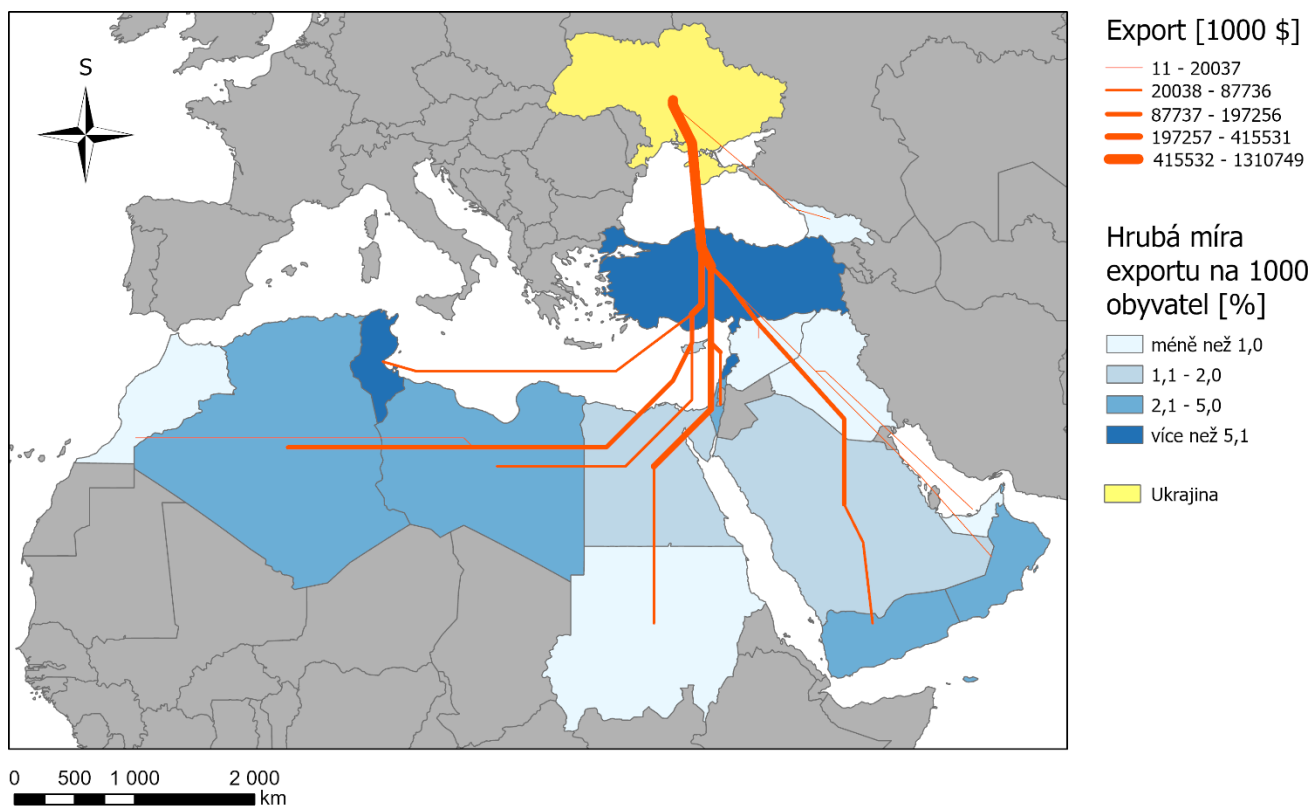 S
Export [1000 $]
11 - 20037
20038 - 87736
87737 - 197256
197257 - 415531
415532 - 1310749
Hrubá míra
exportu na 1000
obyvatel [%]
méně než 1,0
1,1 - 2,0
2,1 - 5,0
více než 5,1
Ukrajina
0 500 1 000 2 000
km